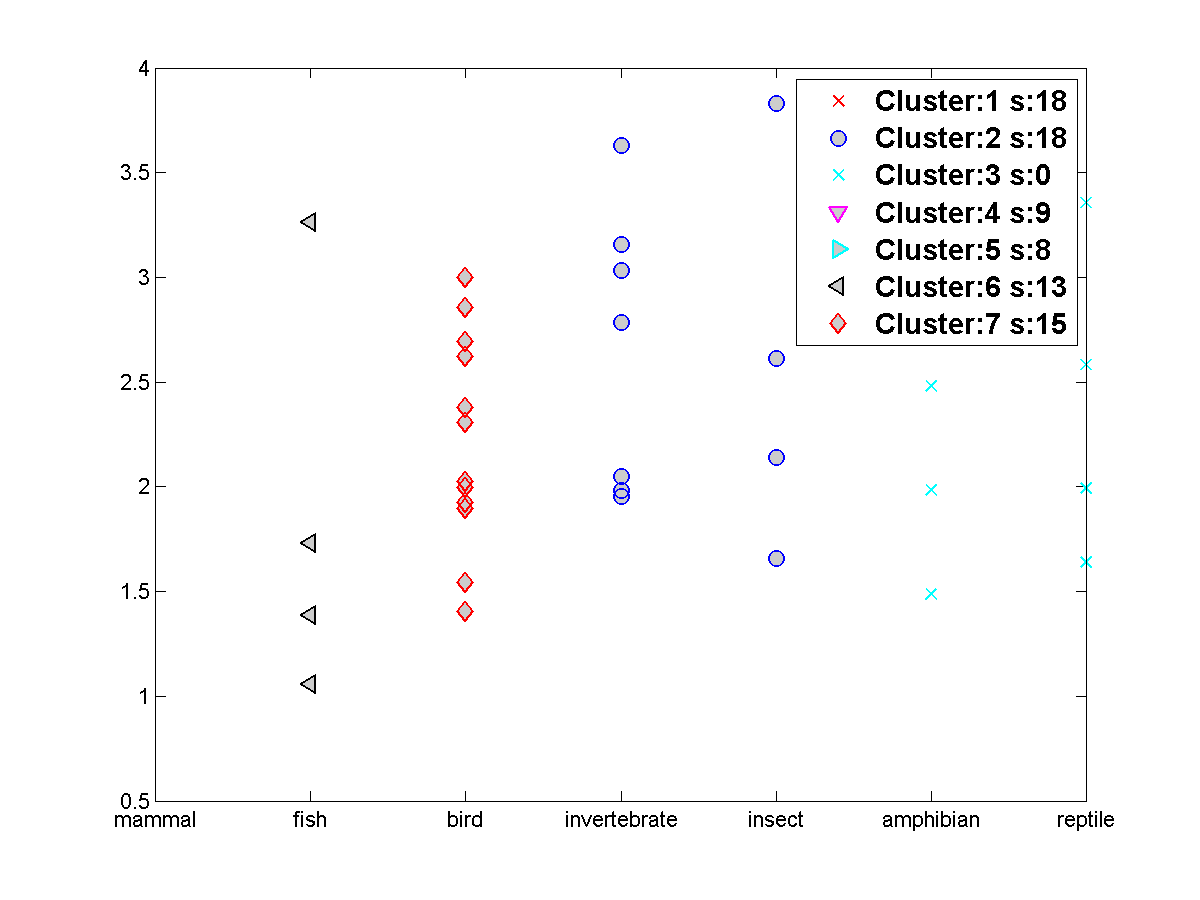 4
3.5
3
2.5
2
1.5
1
0.5
mammal fish bird invertebrate insect amphibian reptile
Cluster:1 s:18
Cluster:2 s:18
Cluster:3 s:0
Cluster:4 s:9
Cluster:5 s:8
Cluster:6 s:13
Cluster:7 s:15